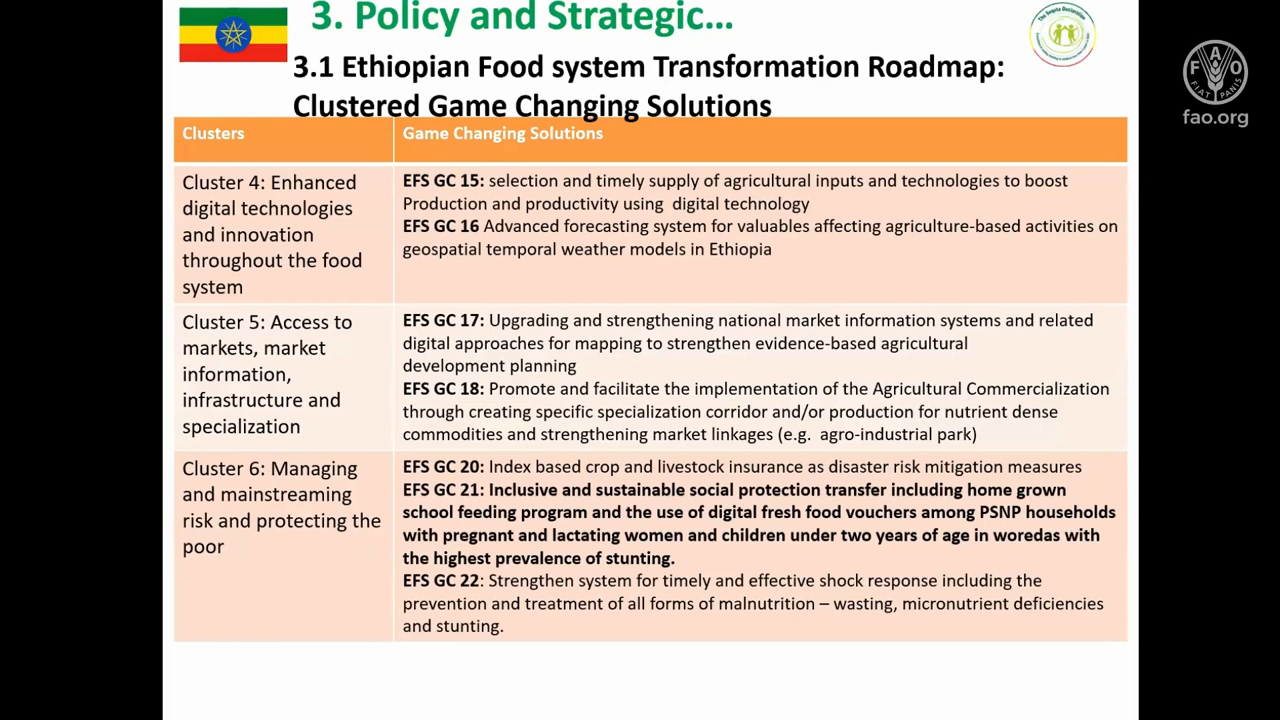 3. Policy and Strategic…
3.1 Ethiopian Food system Transformation Roadmap:
Clustered Game Changing Solutions
F A O
FIAT PANIS
fao.org
Clusters
Game Changing Solutions
Cluster 4: Enhanced
digital technologies
and innovation
throughout the food
system
EFS GC 15: selection and timely supply of agricultural inputs and technologies to boost
Production and productivity using  digital technology
EFS GC 16 Advanced forecasting system for valuables affecting agriculture-based activities on
geospatial temporal weather models in Ethiopia
Cluster 5: Access to
markets, market
information,
infrastructure and
specialization
EFS GC 17: Upgrading and strengthening national market information systems and related
digital approaches for mapping to strengthen evidence-based agricultural
development planning
EFS GC 18: Promote and facilitate the implementation of the Agricultural Commercialization
through creating specific specialization corridor and/or production for nutrient dense
commodities and strengthening market linkages (e.g.  agro-industrial park)
Cluster 6: Managing
and mainstreaming
risk and protecting the
poor
EFS GC 20: Index based crop and livestock insurance as disaster risk mitigation measures
EFS GC 21: Inclusive and sustainable social protection transfer including home grown
school feeding program and the use of digital fresh food vouchers among PSNP households
with pregnant and lactating women and children under two years of age in woredas with
the highest prevalence of stunting.
EFS GC 22: Strengthen system for timely and effective shock response including the
prevention and treatment of all forms of malnutrition – wasting, micronutrient deficiencies
and stunting.